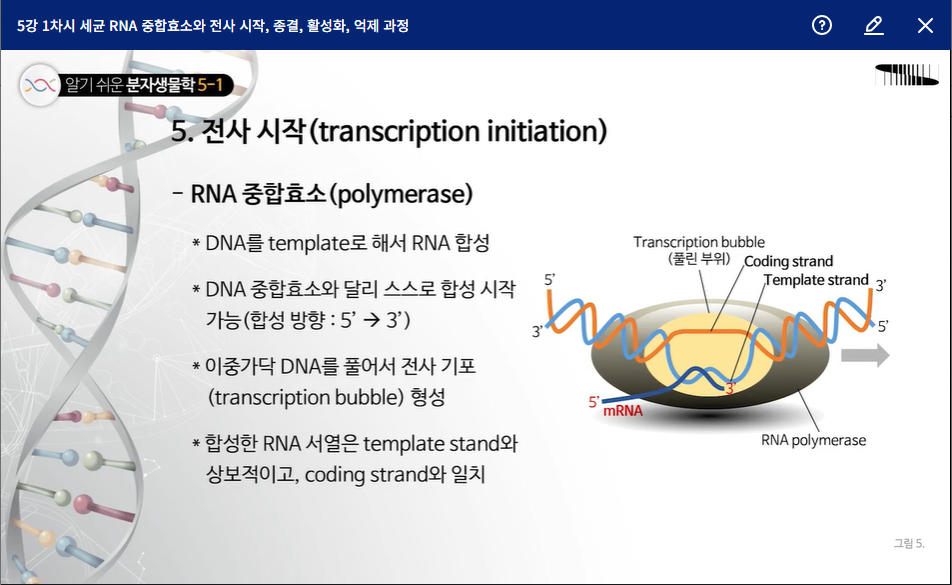 5강 1차시 세균 RNA 중합효소와 전사 시작, 종결, 활성화, 억제 과정
알기 쉬운 분자생물학 5-1
5. 전사 시작(transcription initiation)
- RNA 중합효소(polymerase)
* DNA를 template로 해서 RNA 합성
* DNA 중합효소와 달리 스스로 합성 시작
가능(합성 방향 : 5' → 3')
* 이중가닥 DNA를 풀어서 전사 기포
(transcription bubble) 형성
* 합성한 RNA 서열은 template stand와
상보적이고, coding strand와 일치
Transcription bubble
(풀린 부위)
Coding strand
Template strand
5'
3'
3'
5'
3'
5'
mRNA
RNA polymerase
그림 5.